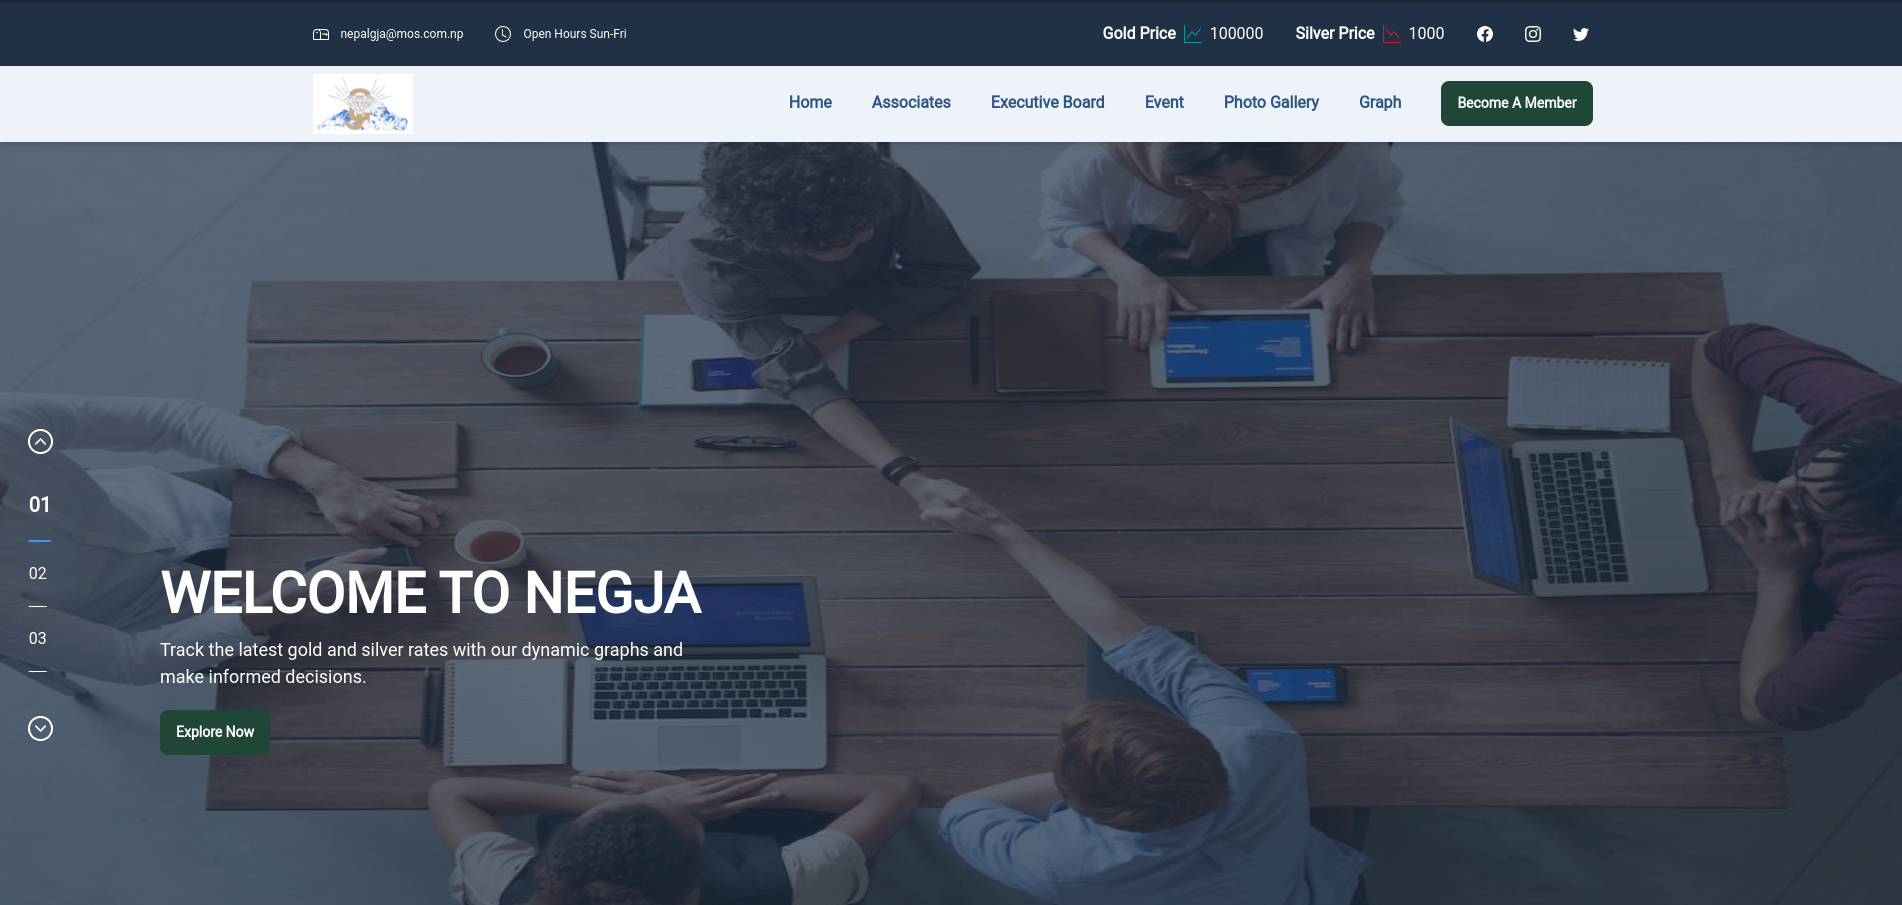 nepalgja@mos.com.np
Open Hours Sun-Fri
Gold Price 100000
Silver Price 1000
Home
Associates
Executive Board
Event
Photo Gallery
Graph
Become A Member
01
02
03
WELCOME TO NEGJA
Track the latest gold and silver rates with our dynamic graphs and
make informed decisions.
Explore Now